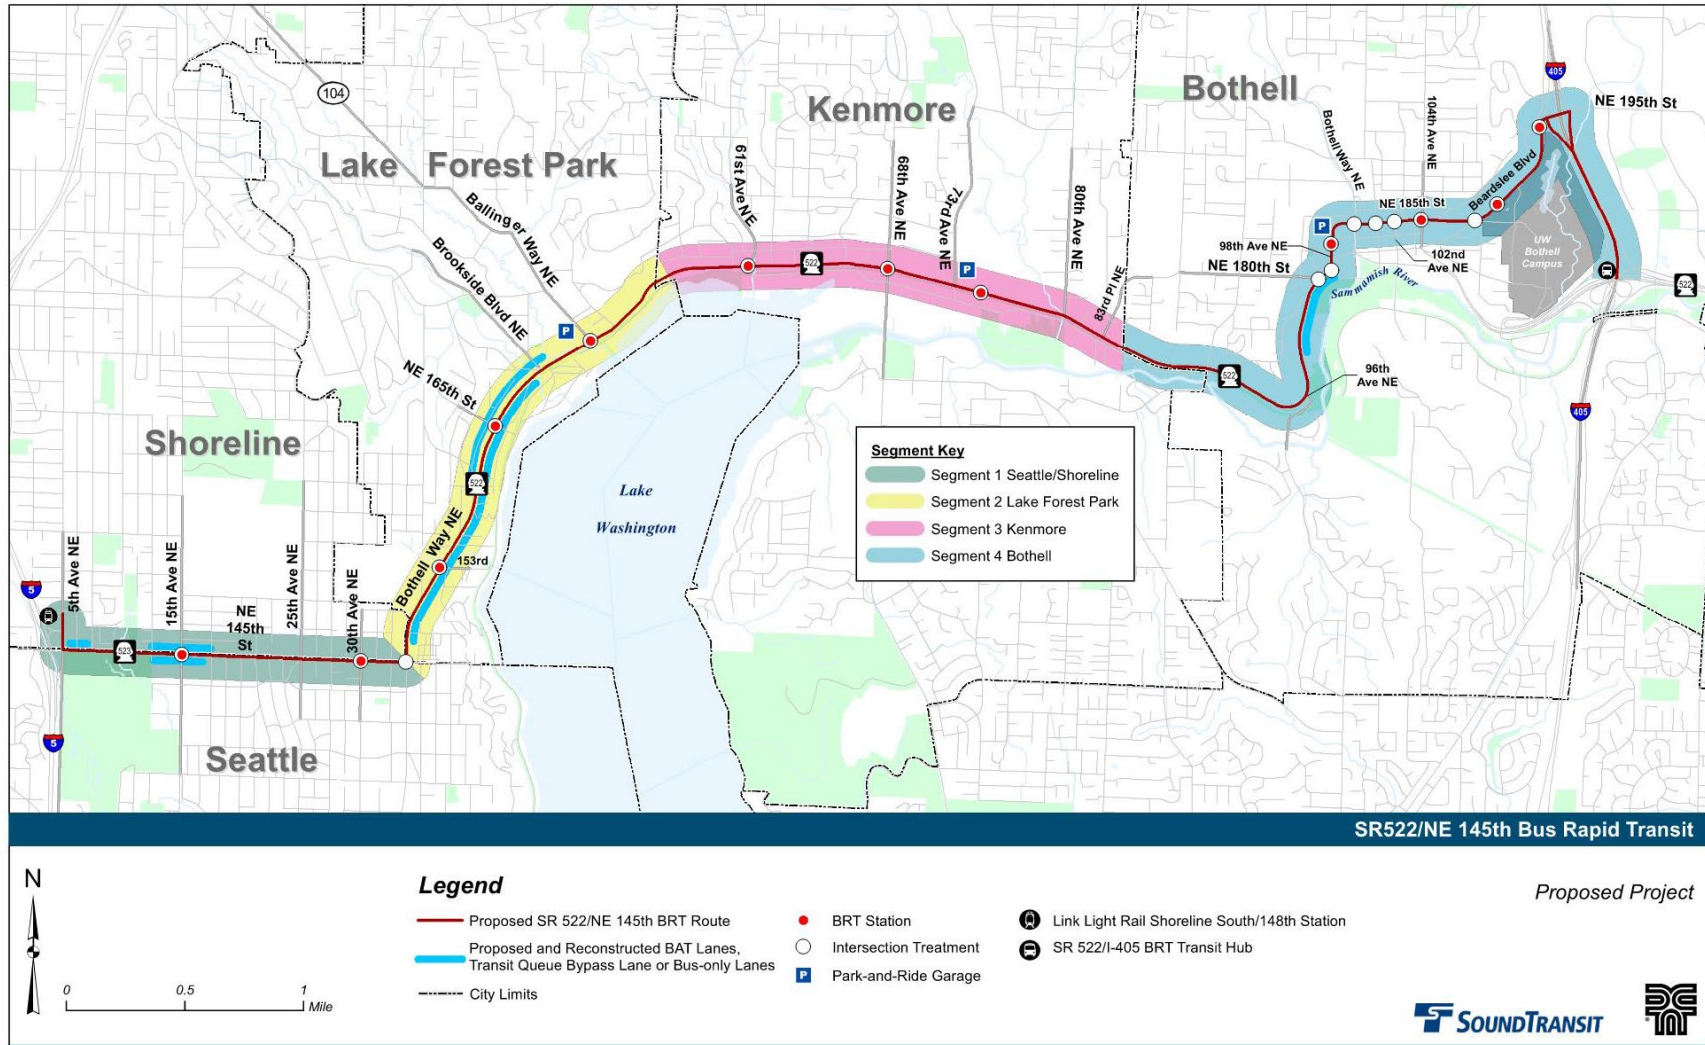 405
NE 195th St
104
Lake Forest Park
Kenmore
Bothell
Ballinger Way NE
Brookside Blvd NE
61st Ave NE
68th Ave NE
73rd Ave NE
80th Ave NE
83rd Pl NE
Bothell Way NE
104th Ave NE
NE 185th St
Beardslee Blvd
98th Ave NE
NE 180th St
102nd
Ave NE
UW
Bothell
Campus
Sammamish River
522
522
522
96th
Ave NE
405
NE 165th St
Shoreline
522
Lake
Washington
Segment Key
Segment 1 Seattle/Shoreline
Segment 2 Lake Forest Park
Segment 3 Kenmore
Segment 4 Bothell
Bothell Way NE
153rd
5
5th Ave NE
15th Ave NE
NE
145th
St
25th Ave NE
30th Ave NE
523
5
Seattle
P
P
P
SR522/NE 145th Bus Rapid Transit
N
0
0.5
1
Mile
Legend
Proposed SR 522/NE 145th BRT Route
Proposed and Reconstructed BAT Lanes,
Transit Queue Bypass Lane or Bus-only Lanes
City Limits
BRT Station
Intersection Treatment
P
Park-and-Ride Garage
Link Light Rail Shoreline South/148th Station
SR 522/I-405 BRT Transit Hub
Proposed Project
SOUNDTRANSIT